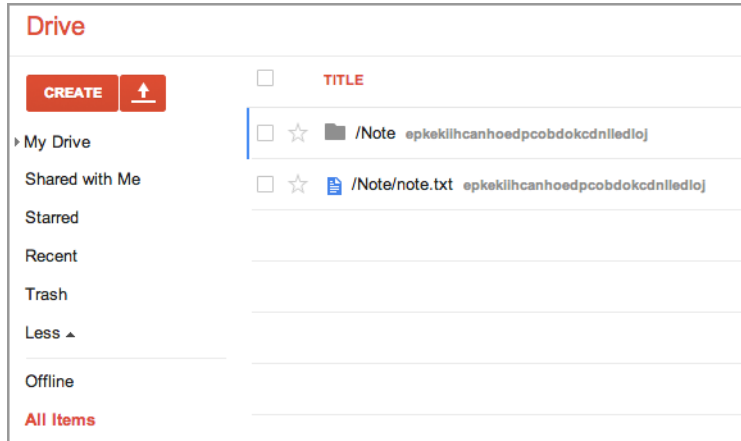 Drive
CREATE
TITLE
My Drive
/Note epkekiihcanhoedpcobdokcdnlledloj
Shared with Me
/Note/note.txt epkekiihcanhoedpcobdokcdnlledloj
Starred
Recent
Trash
Less
Offline
All Items